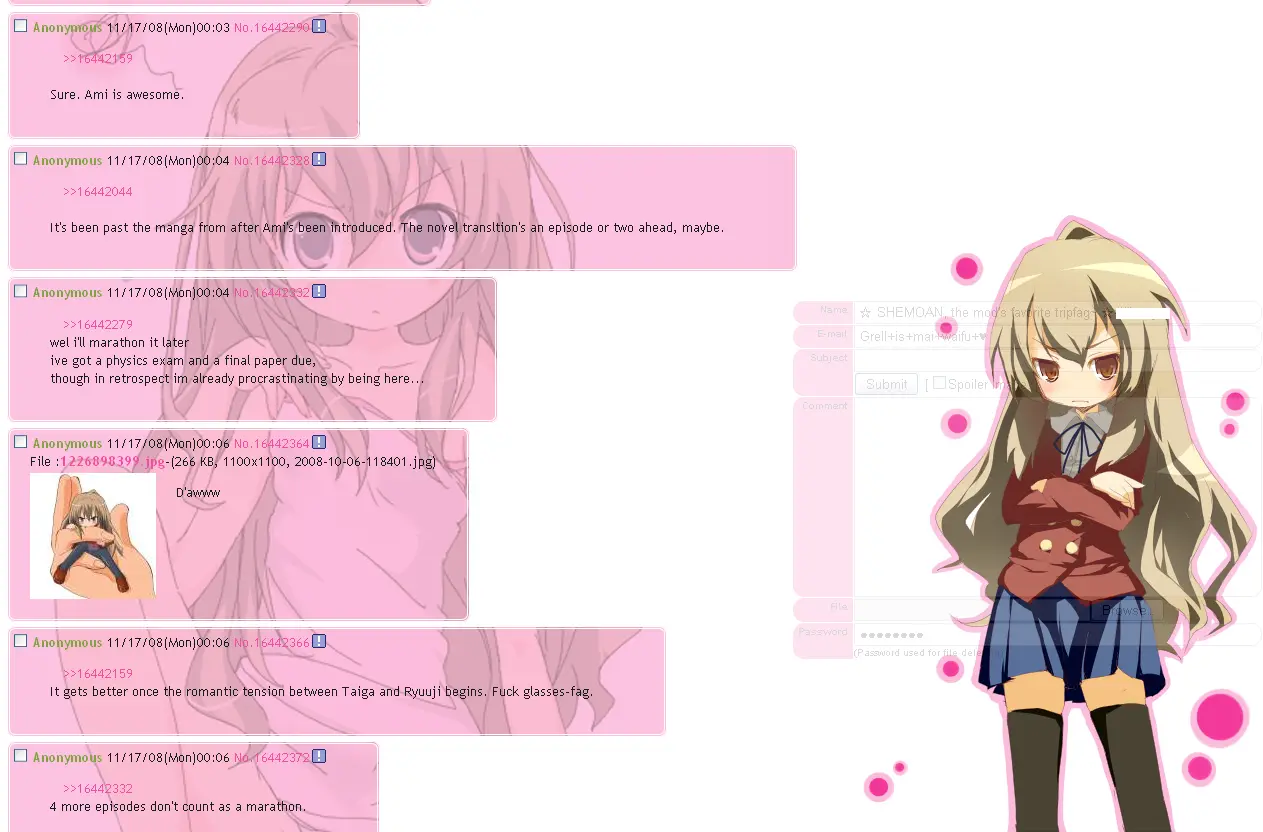 Anonymous 11/17/08(Mon)00:03 No.16442290
>>16442159
Sure. Ami is awesome.
Anonymous 11/17/08(Mon)00:04 No.16442328
>>16442044
It's been past the manga from after Ami's been introduced. The novel transltion's an episode or two ahead, maybe.
Anonymous 11/17/08(Mon)00:04 No.16442332
>>16442279
wel i'll marathon it later
ive got a physics exam and a final paper due,
though in retrospect im already procrastinating by being here...
Anonymous 11/17/08(Mon)00:06 No.16442364
File :1226898399.jpg-(266 KB, 1100x1100, 2008-10-06-118401.jpg)
D'awww
Anonymous 11/17/08(Mon)00:06 No.16442366
>>16442159
It gets better once the romantic tension between Taiga and Ryuuji begins. Fuck glasses-fag.
Anonymous 11/17/08(Mon)00:06 No.16442372
>>16442332
4 more episodes don't count as a marathon.
Name ☆ SHEMOAN, the mod's favorite tripfag~
E-mail Grell+is+mai+waifu+♥
Subject
Submit [ Spoiler
Comment
File Browse...
Password ●●●●●●●●
(Password used for file